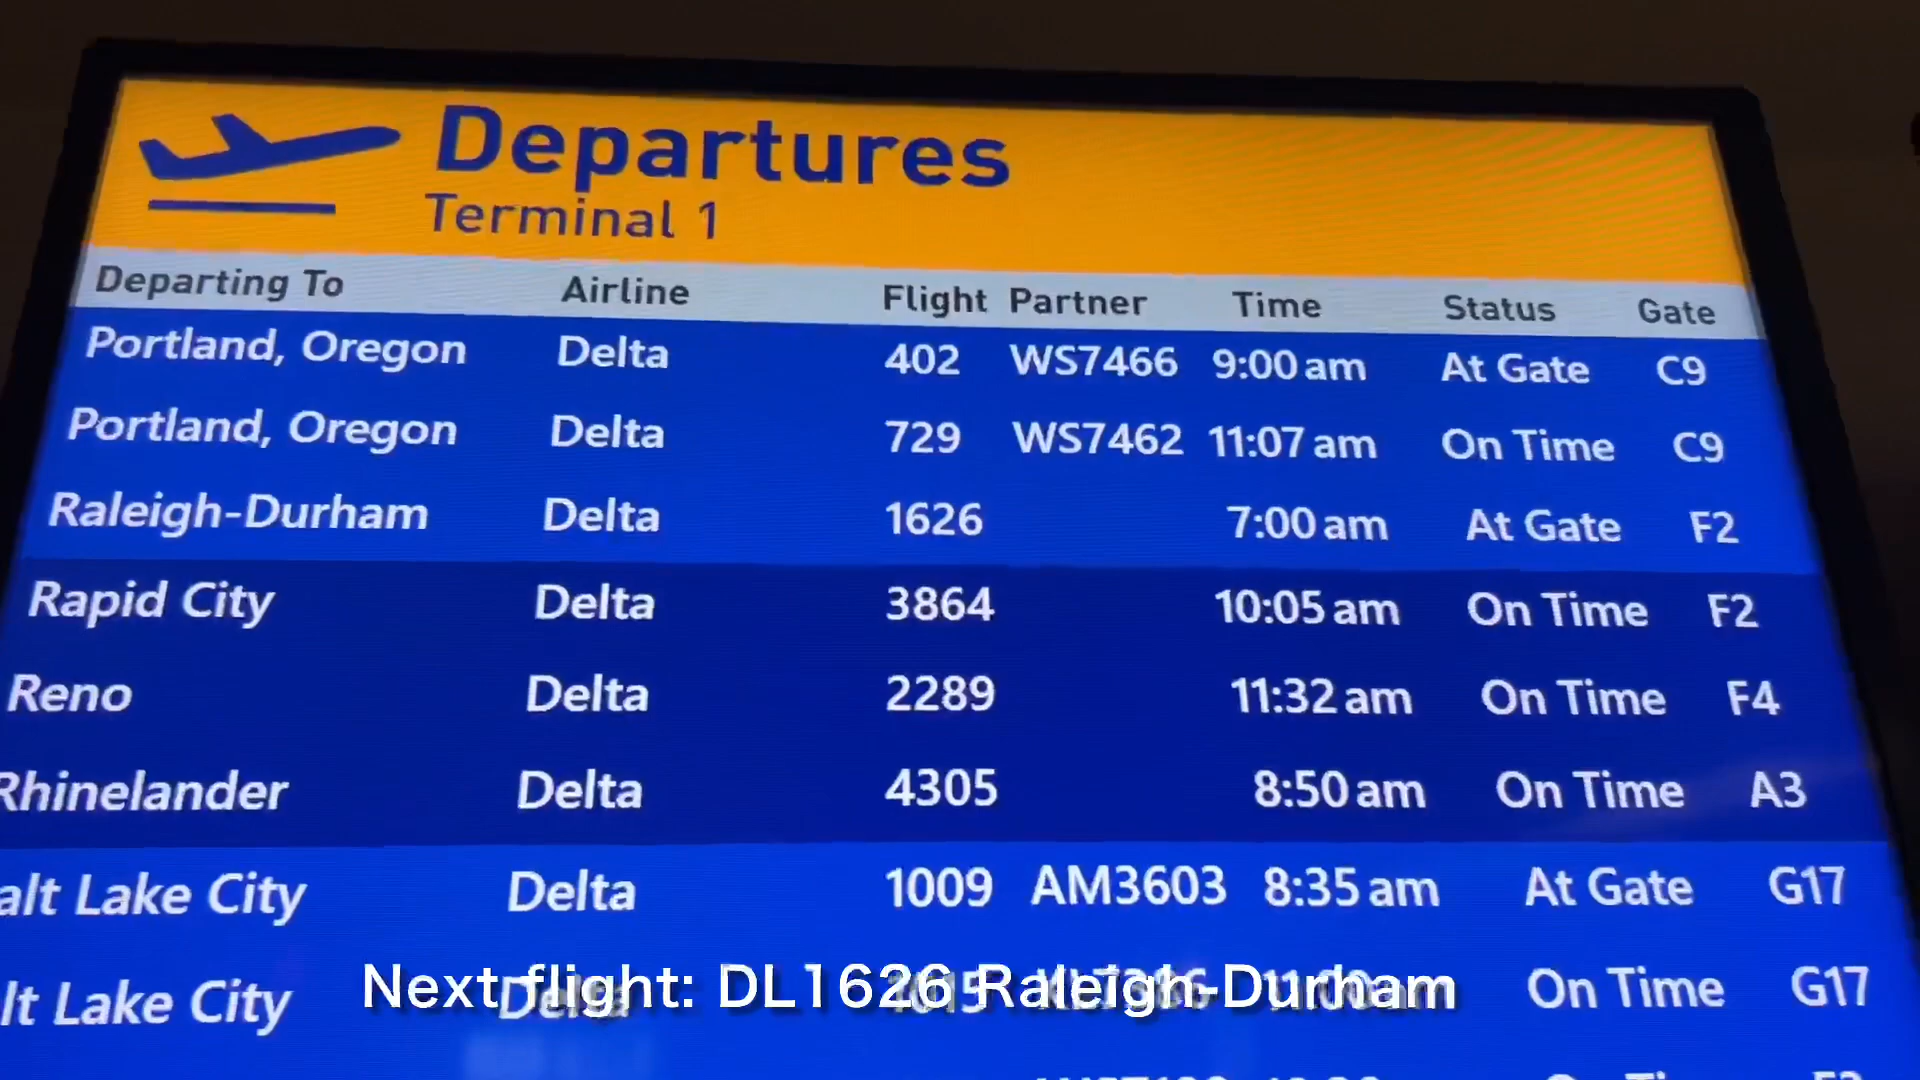 Departures
Terminal 1
Departing To Airline Flight Partner Time Status Gate
Portland, Oregon Delta 402 WS7466 9:00 am At Gate C9
Portland, Oregon Delta 729 WS7462 11:07 am On Time C9
Raleigh-Durham Delta 1626 7:00 am At Gate F2
Rapid City Delta 3864 10:05 am On Time F2
Reno Delta 2289 11:32 am On Time F4
Rhinelander Delta 4305 8:50 am On Time A3
alt Lake City Delta 1009 AM3603 8:35 am At Gate G17
lt Lake City Delta On Time G17
Next flight: DL1626 Raleigh-Durham